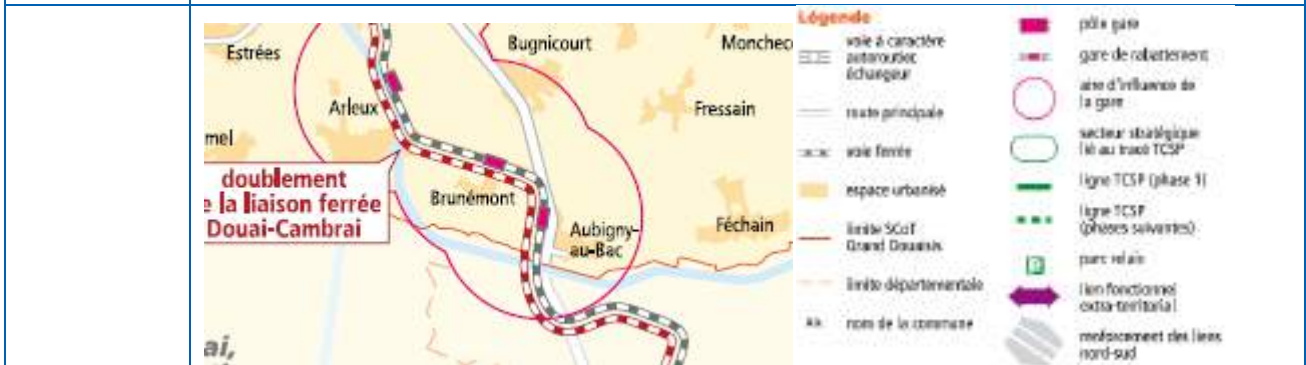 Estrées
Bugnicourt
Monchec
Arleux
Fressain
mel
doublement
e la liaison ferrée
Douai-Cambrai
Brunémont
Aubigny-
au-Bac
Féchain
ai,
Légende
voie à caractère
autoroutier,
échangeur
route principale
voie ferrée
espace urbanisé
limite SCoT
Grand Douaisis
limite départementale
nom de la commune
pôle gare
gare de rabattement
aire d'influence de
la gare
secteur stratégique
lié au tracé TCSP
ligne TCSP (phase 1)
ligne TCSP
(phases suivantes)
parc relais
lien fonctionnel
extra-territorial
renforcement des liens
nord-sud